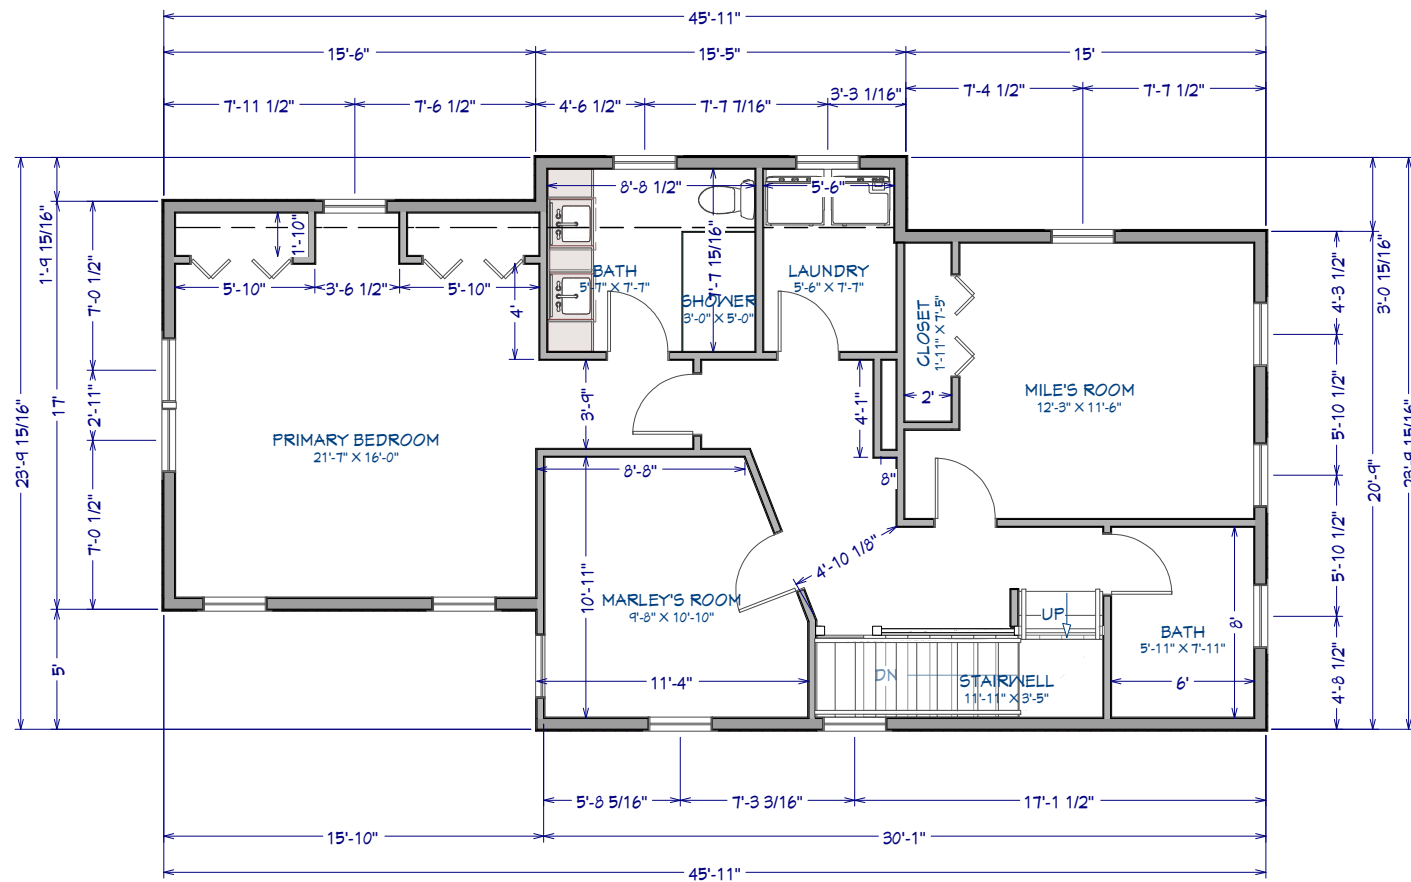 45'-11"
15'-6"
15'-5"
15'
7'-11 1/2"
7'-6 1/2"
4'-6 1/2"
7'-7 7/16"
3'-3 1/16"
7'-4 1/2"
7'-7 1/2"
8'-8 1/2"
5'-6"
1'-9 15/16"
1'-10"
7'-7 15/16"
3'-0 15/16"
7'-0 1/2"
4'-3 1/2"
BATH
5'-7" X 7'-7"
LAUNDRY
5'-6" X 7'-7"
5'-10"
3'-6 1/2"
5'-10"
4'
SHOWER
3'-0" X 5'-0"
CLOSET
1'-11" X 7'-5"
2'
MILE'S ROOM
12'-3" X 11'-6"
17'
2'-11"
3'-9"
4'-1"
5'-10 1/2"
23'-9 15/16"
23'-9 15/16"
PRIMARY BEDROOM
21'-7" X 16'-0"
8'-8"
8"
20'-9"
7'-0 1/2"
4'-10 1/8"
5'-10 1/2"
10'-11"
MARLEY'S ROOM
9'-8" X 10'-10"
UP
BATH
5'-11" X 7'-11"
8'
5'
DN
STAIRWELL
11'-11" X 3'-5"
11'-4"
6'
4'-8 1/2"
5'-8 5/16"
7'-3 3/16"
17'-1 1/2"
15'-10"
30'-1"
45'-11"